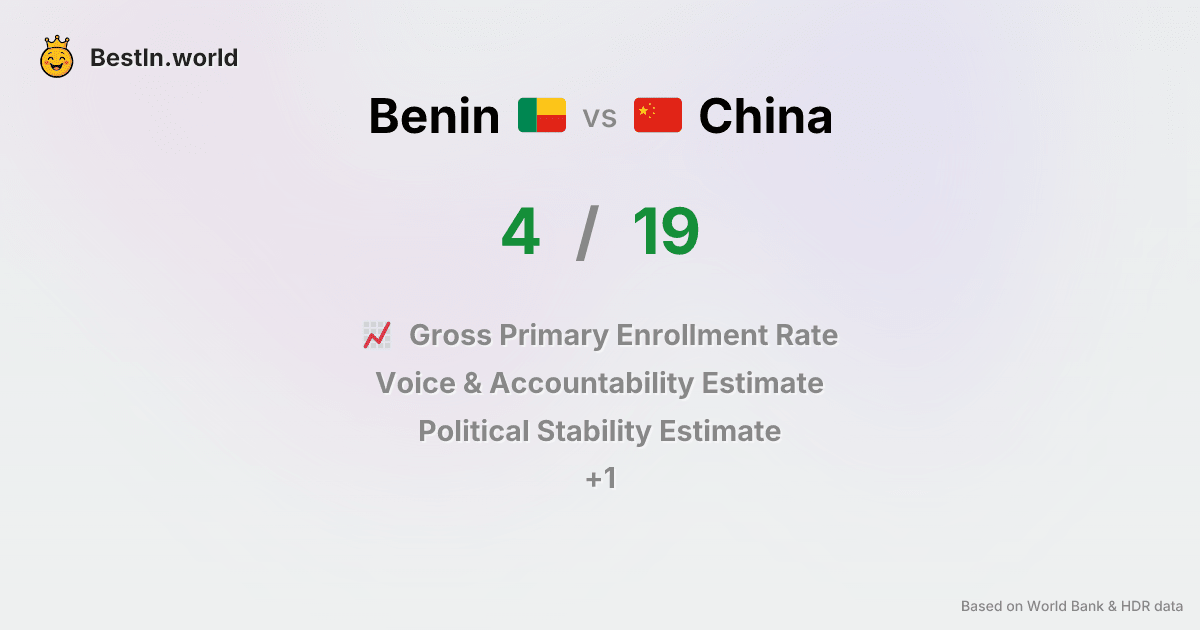 BestIn.world
Benin vs China
4 / 19
Gross Primary Enrollment Rate
Voice & Accountability Estimate
Political Stability Estimate
+1
Based on World Bank & HDR data